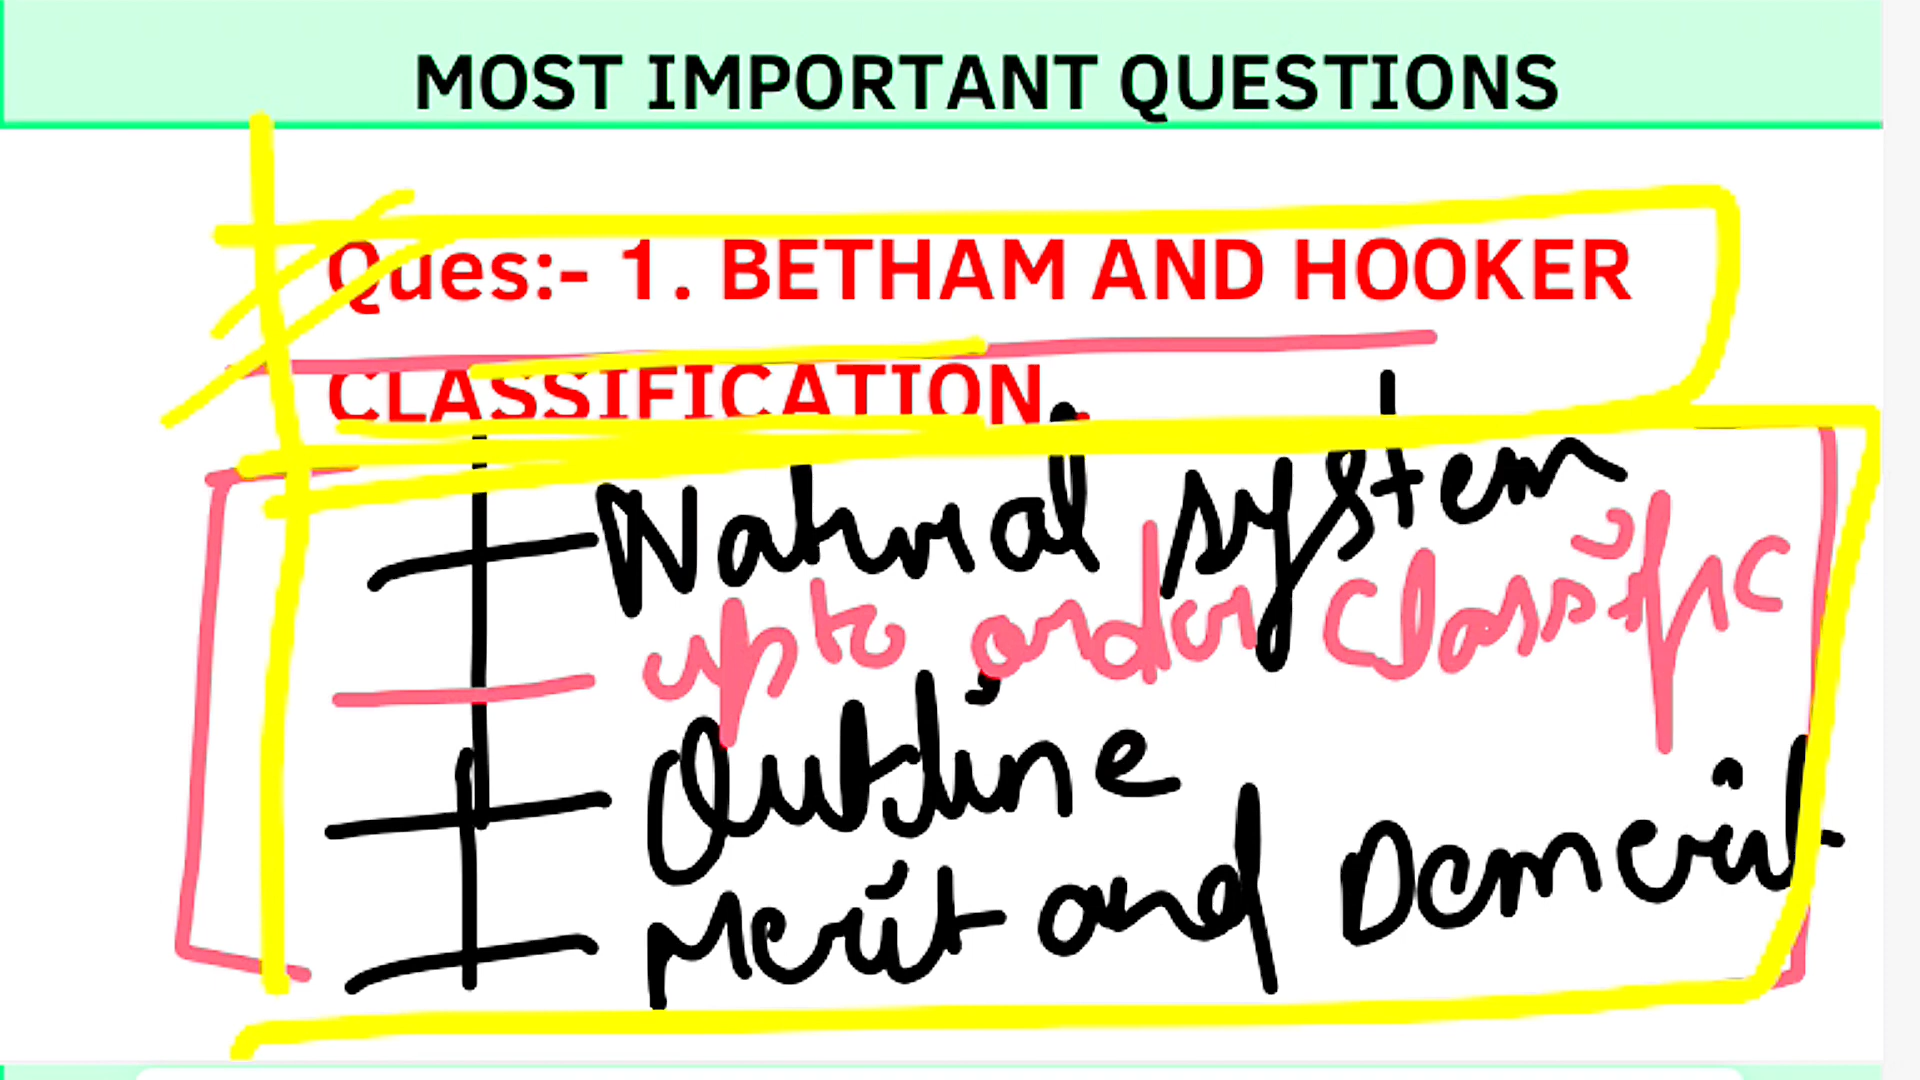 MOST IMPORTANT QUESTIONS
Ques:- 1. BETHAM AND HOOKER
CLASSIFICATION.
Natural system
upto order classific
Outline
Merit and Demerit